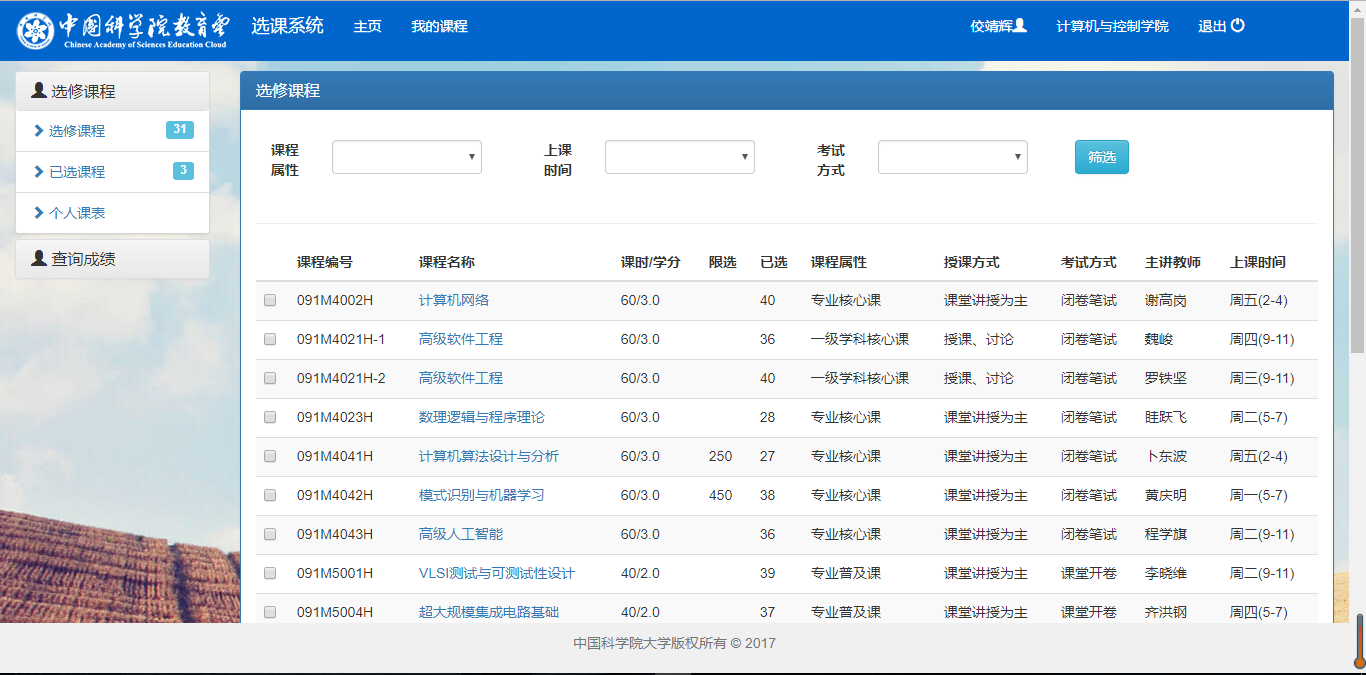 中国科学院教育云 选课系统 主页 我的课程 佼靖辉 计算机与控制学院 退出
Chinese Academy of Sciences Education Cloud
选修课程
选修课程 31
已选课程 3
个人课表
查询成绩
选修课程
课程属性 上课时间 考试方式 筛选
课程编号 课程名称 课时/学分 限选 已选 课程属性 授课方式 考试方式 主讲教师 上课时间
091M4002H 计算机网络 60/3.0 40 专业核心课 课堂讲授为主 闭卷笔试 谢高岗 周五(2-4)
091M4021H-1 高级软件工程 60/3.0 36 一级学科核心课 授课、讨论 闭卷笔试 魏峻 周四(9-11)
091M4021H-2 高级软件工程 60/3.0 40 一级学科核心课 授课、讨论 闭卷笔试 罗铁坚 周三(9-11)
091M4023H 数理逻辑与程序理论 60/3.0 28 专业核心课 课堂讲授为主 闭卷笔试 眭跃飞 周二(5-7)
091M4041H 计算机算法设计与分析 60/3.0 250 27 专业核心课 课堂讲授为主 闭卷笔试 卜东波 周五(2-4)
091M4042H 模式识别与机器学习 60/3.0 450 38 专业核心课 课堂讲授为主 闭卷笔试 黄庆明 周一(5-7)
091M4043H 高级人工智能 60/3.0 36 专业核心课 课堂讲授为主 闭卷笔试 程学旗 周二(9-11)
091M5001H VLSI测试与可测试性设计 40/2.0 39 专业普及课 课堂讲授为主 课堂开卷 李晓维 周二(9-11)
091M5004H 超大规模集成电路基础 40/2.0 37 专业普及课 课堂讲授为主 课堂开卷 齐洪钢 周四(5-7)
中国科学院大学版权所有 © 2017